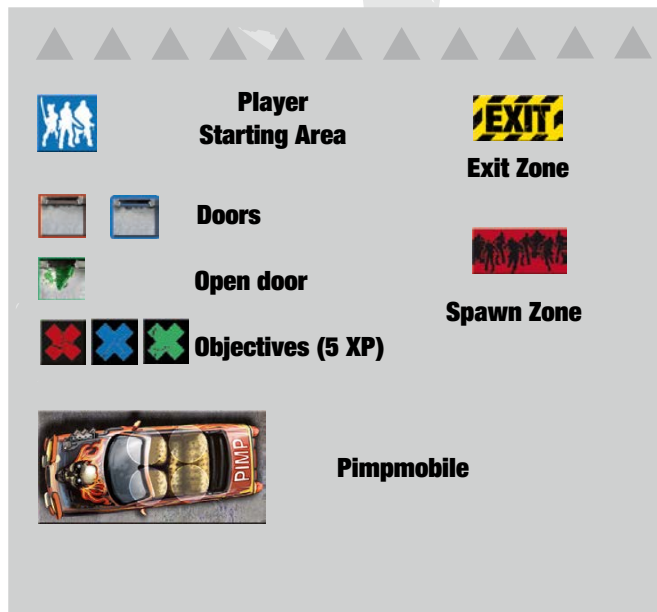 Player
Starting Area
EXIT
Exit Zone
Doors
Open door
Spawn Zone
Objectives (5 XP)
PIMP
Pimpmobile